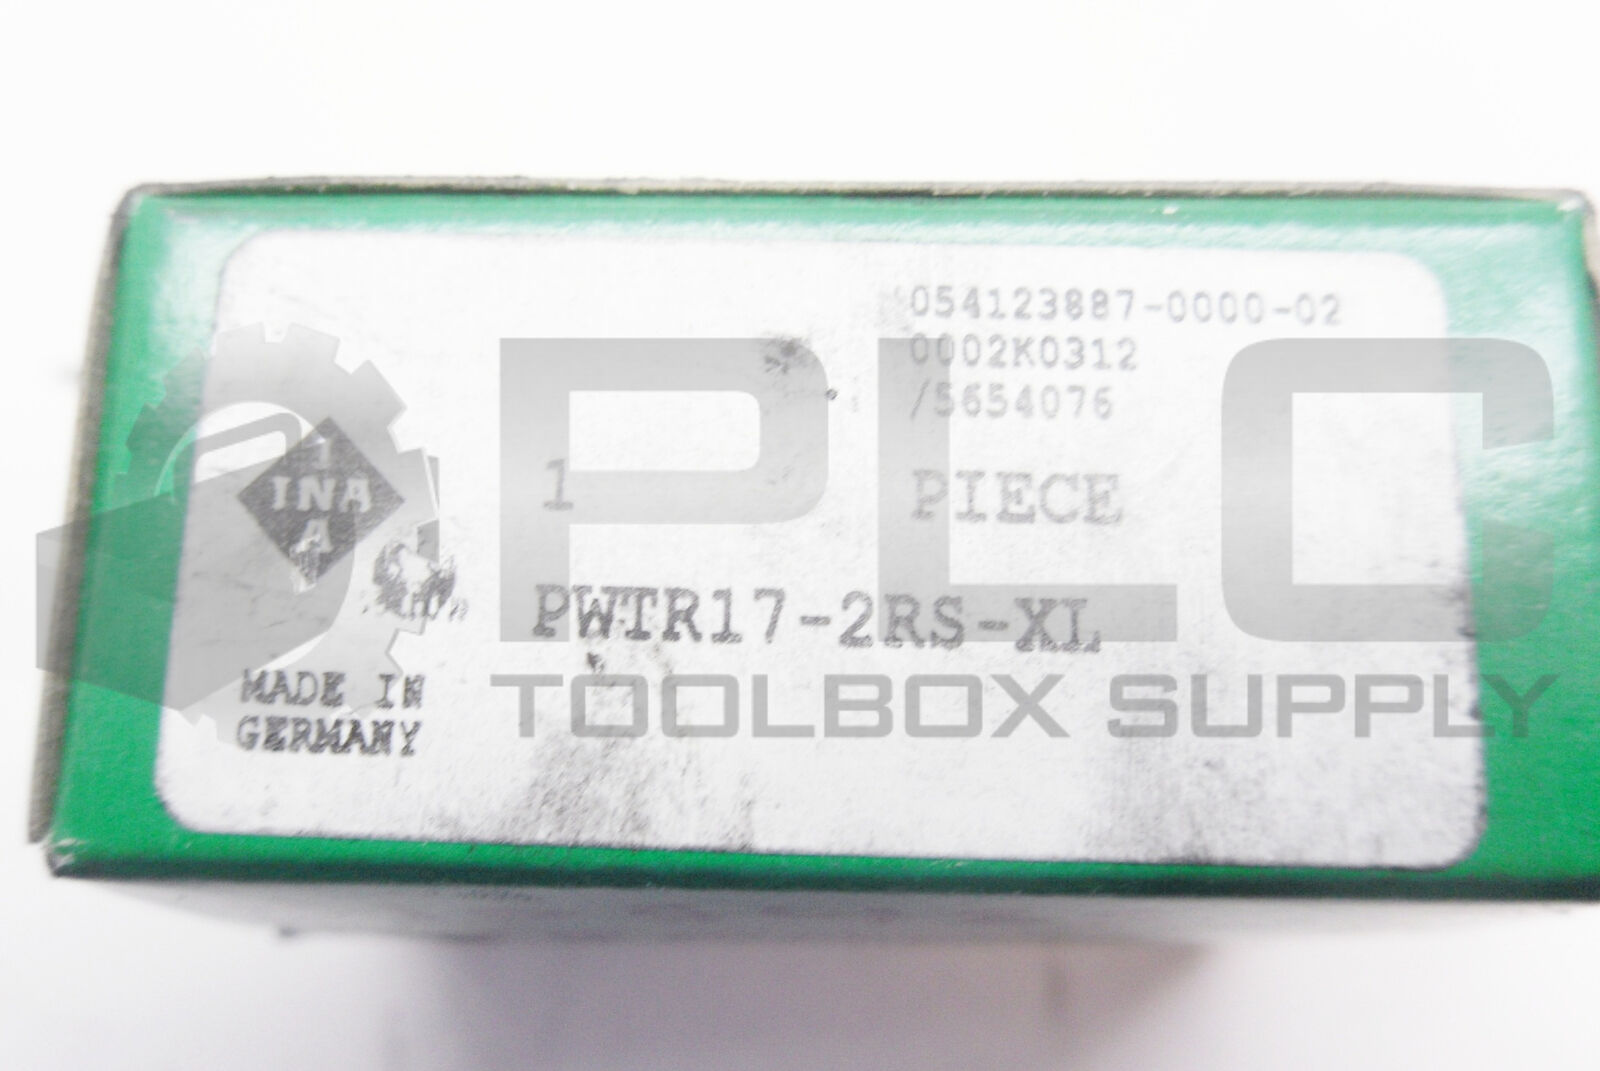 054123887-0000-02
0002K0312
/5654076
1 PIECE
INA
PWTR17-2RS-XL
MADE IN
GERMANY
PLC
TOOLBOX SUPPLY